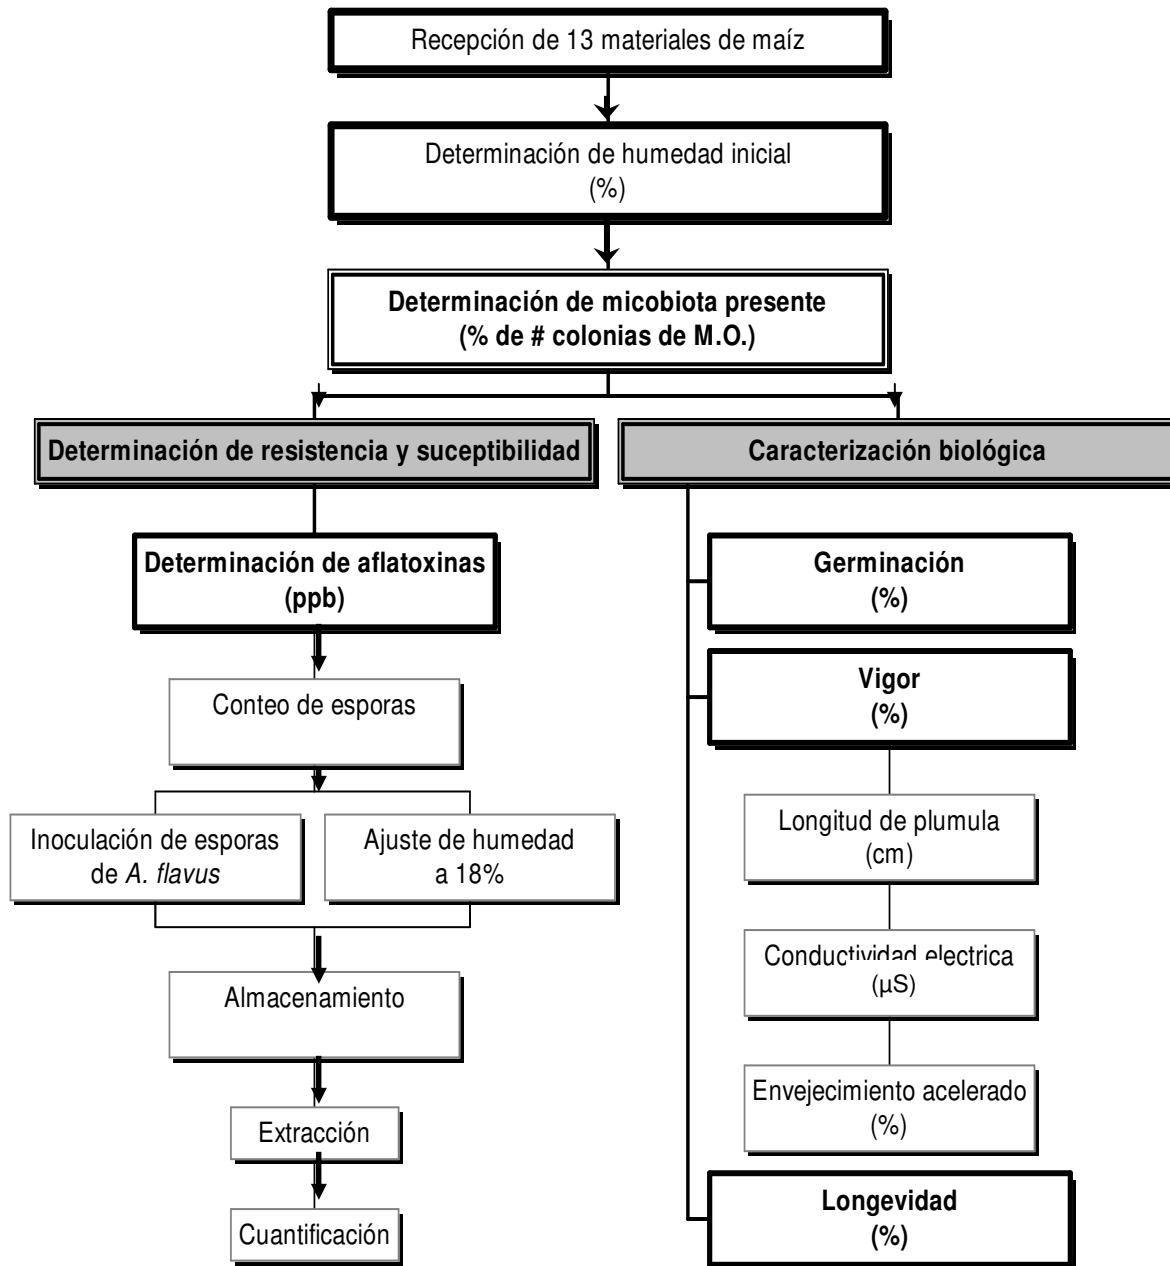 Recepción de 13 materiales de maíz
Determinación de humedad inicial
(%)
Determinación de micobiota presente
(% de # colonias de M.O.)
Determinación de resistencia y suceptibilidad
Determinación de aflatoxinas
(ppb)
Conteo de esporas
Inoculación de esporas
de A. flavus
Ajuste de humedad
a 18%
Almacenamiento
Extracción
Cuantificación
Caracterización biológica
Germinación
(%)
Vigor
(%)
Longitud de plumula
(cm)
Conductividad electrica
(µS)
Envejecimiento acelerado
(%)
Longevidad
(%)